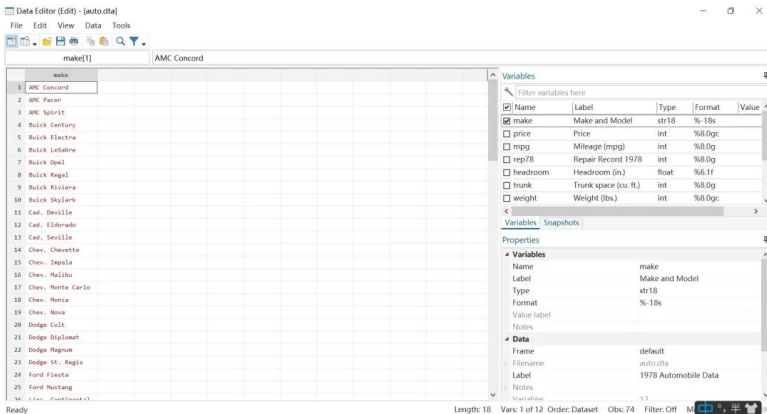 Data Editor (Edit) - [auto.dta]
File Edit View Data Tools
make[1] AMC Concord
make
1 AMC Concord
2 AMC Pacer
3 AMC Spirit
4 Buick Century
5 Buick Electra
6 Buick LeSabre
7 Buick Opel
8 Buick Regal
9 Buick Riviera
10 Buick Skylark
11 Cad. Deville
12 Cad. Eldorado
13 Cad. Seville
14 Chev. Chevette
15 Chev. Impala
16 Chev. Malibu
17 Chev. Monte Carlo
18 Chev. Monza
19 Chev. Nova
20 Dodge Colt
21 Dodge Diplomat
22 Dodge Magnum
23 Dodge St. Regis
24 Ford Fiesta
25 Ford Mustang
26 Linc. Continental
Variables
Filter variables here
Name Label Type Format Value
make Make and Model str18 %-18s
price Price int %8.0gc
mpg Mileage (mpg) int %8.0g
rep78 Repair Record 1978 int %8.0g
headroom Headroom (in.) float %6.1f
trunk Trunk space (cu. ft.) int %8.0g
weight Weight (lbs.) int %8.0gc
Variables Snapshots
Properties
Variables
Name make
Label Make and Model
Type str18
Format %-18s
Value label
Notes
Data
Frame default
Filename auto.dta
Label 1978 Automobile Data
Notes
Variables 12
Ready Length: 18 Vars: 1 of 12 Order: Dataset Obs: 74 Filter: Off M 中 °, 半